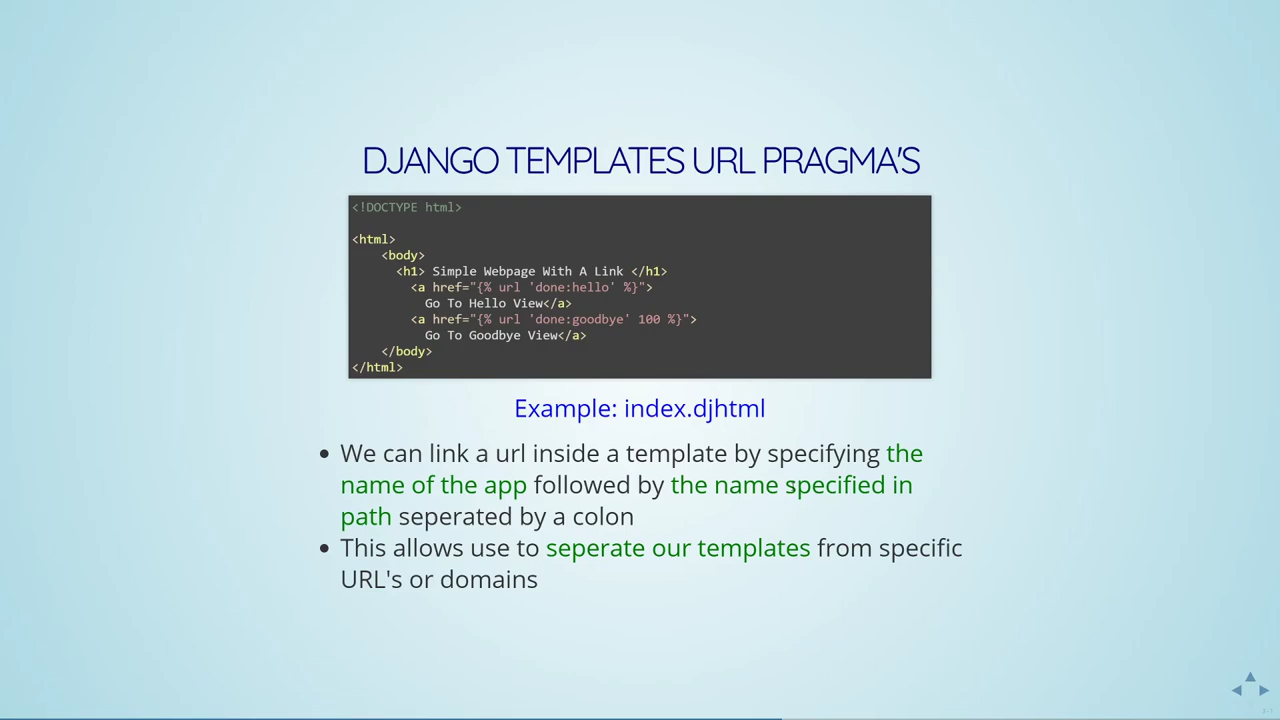 DJANGO TEMPLATES URL PRAGMA'S
<!DOCTYPE html>
<html>
<body>
<h1> Simple Webpage With A Link </h1>
<a href="{% url 'done:hello' %}">
Go To Hello View</a>
<a href="{% url 'done:goodbye' 100 %}">
Go To Goodbye View</a>
</body>
</html>
Example: index.djhtml
• We can link a url inside a template by specifying the
name of the app followed by the name specified in
path seperated by a colon
• This allows use to seperate our templates from specific
URL's or domains